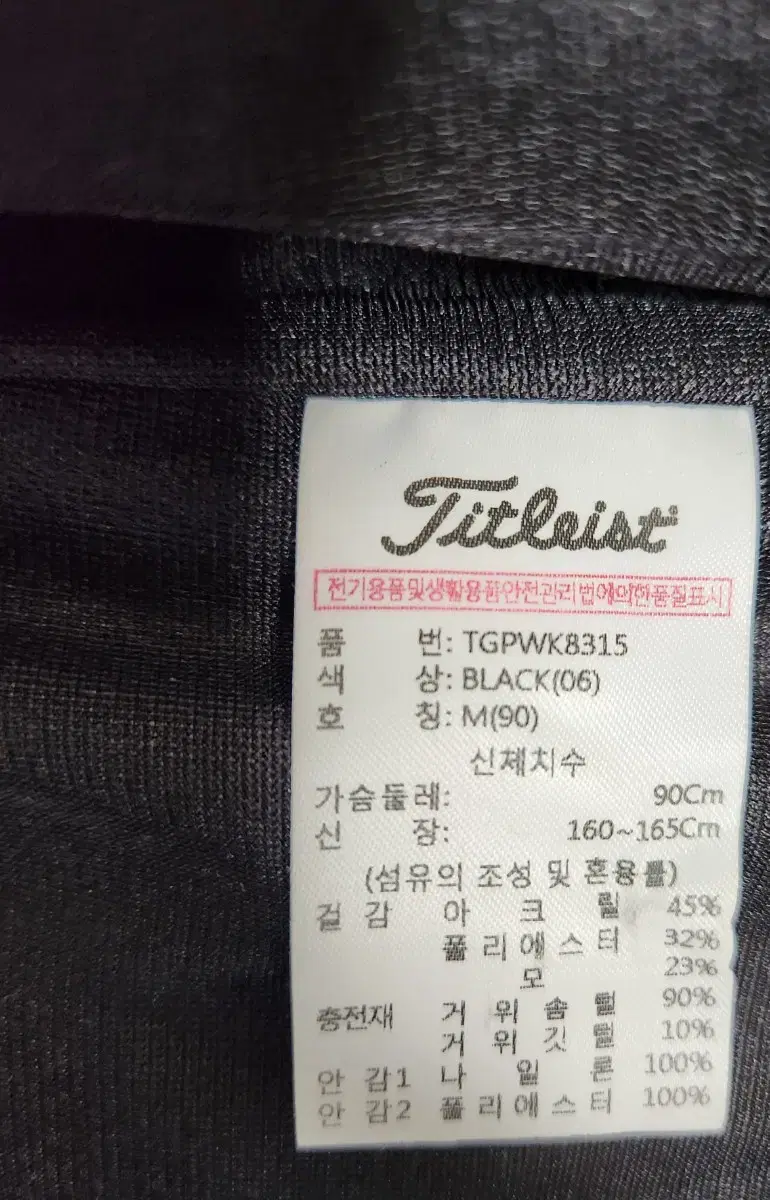 Titleist
전기용품및생활용품안전관리법에의한품질표시
품 번: TGPWK8315
색 상: BLACK(06)
호 칭: M(90)
신체치수
가슴둘레: 90Cm
신 장: 160~165Cm
(섬유의 조성 및 혼용률)
겉 감 아 크 릴 45%
폴 리 에 스 터 32%
모 23%
충전재 거 위 솜 털 90%
거 위 깃 털 10%
안 감1 나 일 론 100%
안 감2 폴 리 에 스 터 100%